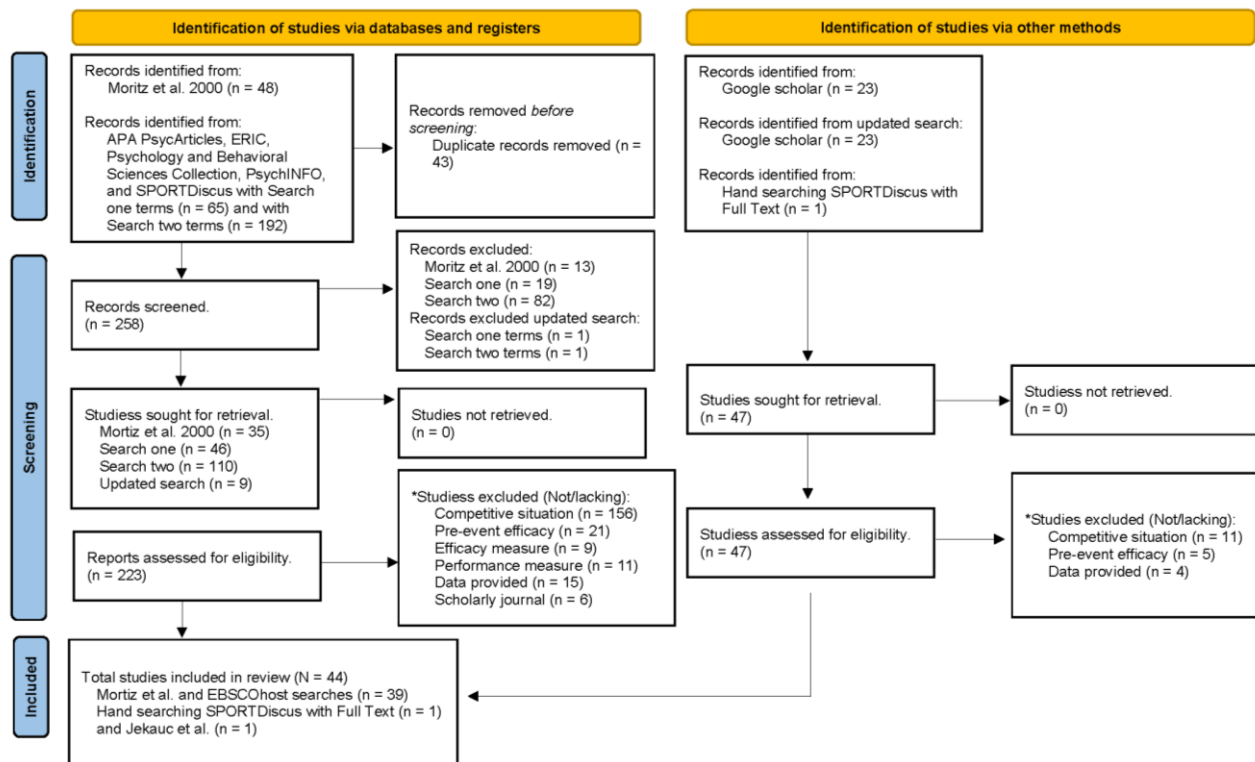 Identification of studies via databases and registers
Identification of studies via other methods
Identification
Records identified from:
Moritz et al. 2000 (n = 48)
Records identified from:
APA PsycArticles, ERIC,
Psychology and Behavioral
Sciences Collection, PsychINFO,
and SPORTDiscus with Search
one terms (n = 65) and with
Search two terms (n = 192)
Records removed before
screening:
Duplicate records removed (n =
43)
Records identified from:
Google scholar (n = 23)
Records identified from updated search:
Google scholar (n = 23)
Records identified from:
Hand searching SPORTDiscus with
Full Text (n = 1)
Screening
Records screened.
(n = 258)
Records excluded:
Moritz et al. 2000 (n = 13)
Search one (n = 19)
Search two (n = 82)
Records excluded updated search:
Search one terms (n = 1)
Search two terms (n = 1)
Studiess sought for retrieval.
Mortiz et al. 2000 (n = 35)
Search one (n = 46)
Search two (n = 110)
Updated search (n = 9)
Studies not retrieved.
(n = 0)
Studies sought for retrieval.
(n = 47)
Studiess not retrieved.
(n = 0)
Reports assessed for eligibility.
(n = 223)
*Studiess excluded (Not/lacking):
Competitive situation (n = 156)
Pre-event efficacy (n = 21)
Efficacy measure (n = 9)
Performance measure (n = 11)
Data provided (n = 15)
Scholarly journal (n = 6)
Studiess assessed for eligibility.
(n = 47)
*Studies excluded (Not/lacking):
Competitive situation (n = 11)
Pre-event efficacy (n = 5)
Data provided (n = 4)
Included
Total studies included in review (N = 44)
Mortiz et al. and EBSCOhost searches (n = 39)
Hand searching SPORTDiscus with Full Text (n = 1)
and Jekauc et al. (n = 1)